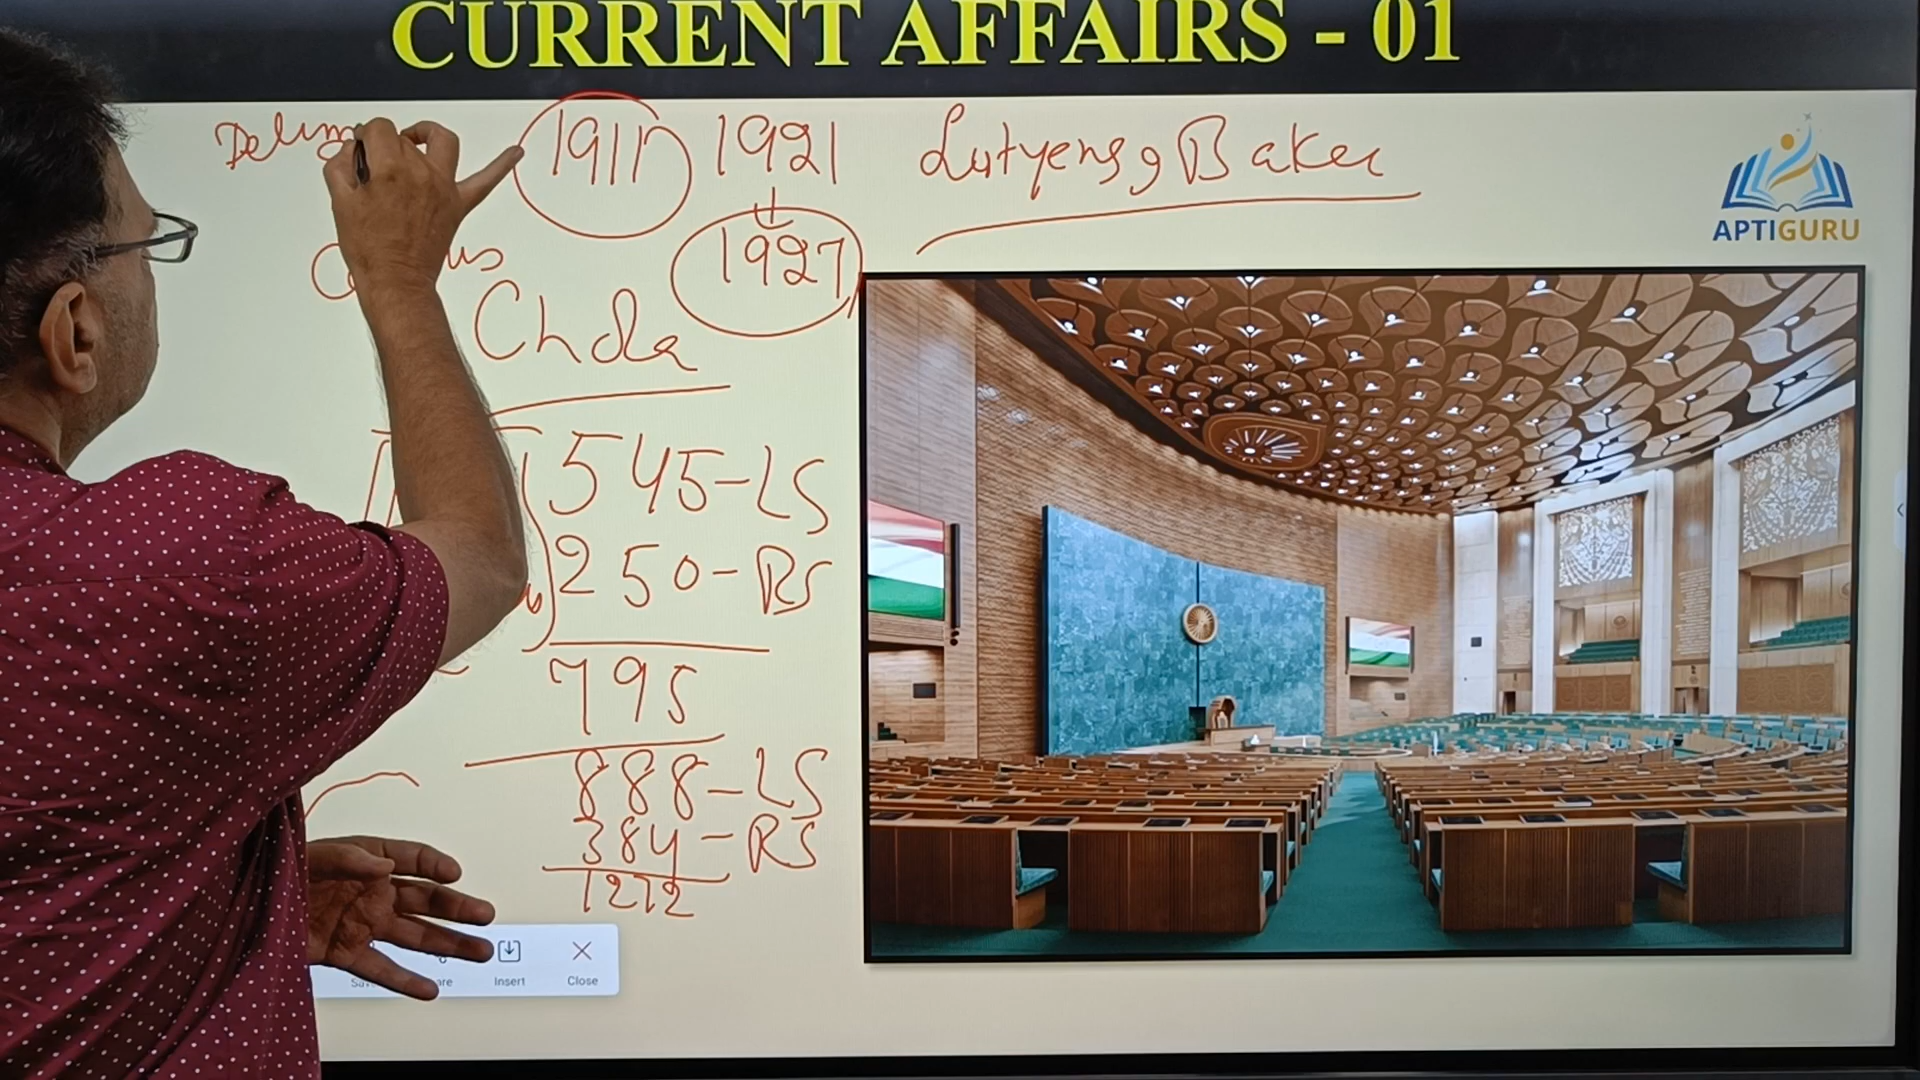 CURRENT AFFAIRS - 01
1911 1921 Lutyens, Baker
1927
Chola
545-LS
250-RS
795
888-LS
384-RS
1272
APTIGURU
Insert
Close